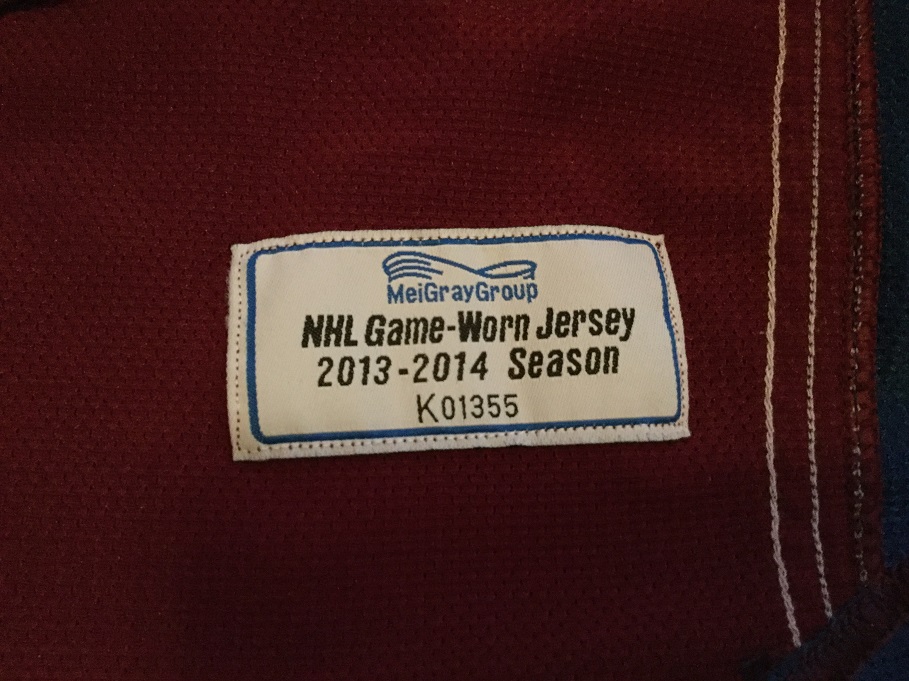 MeiGrayGroup
NHL Game-Worn Jersey
2013-2014 Season
K01355